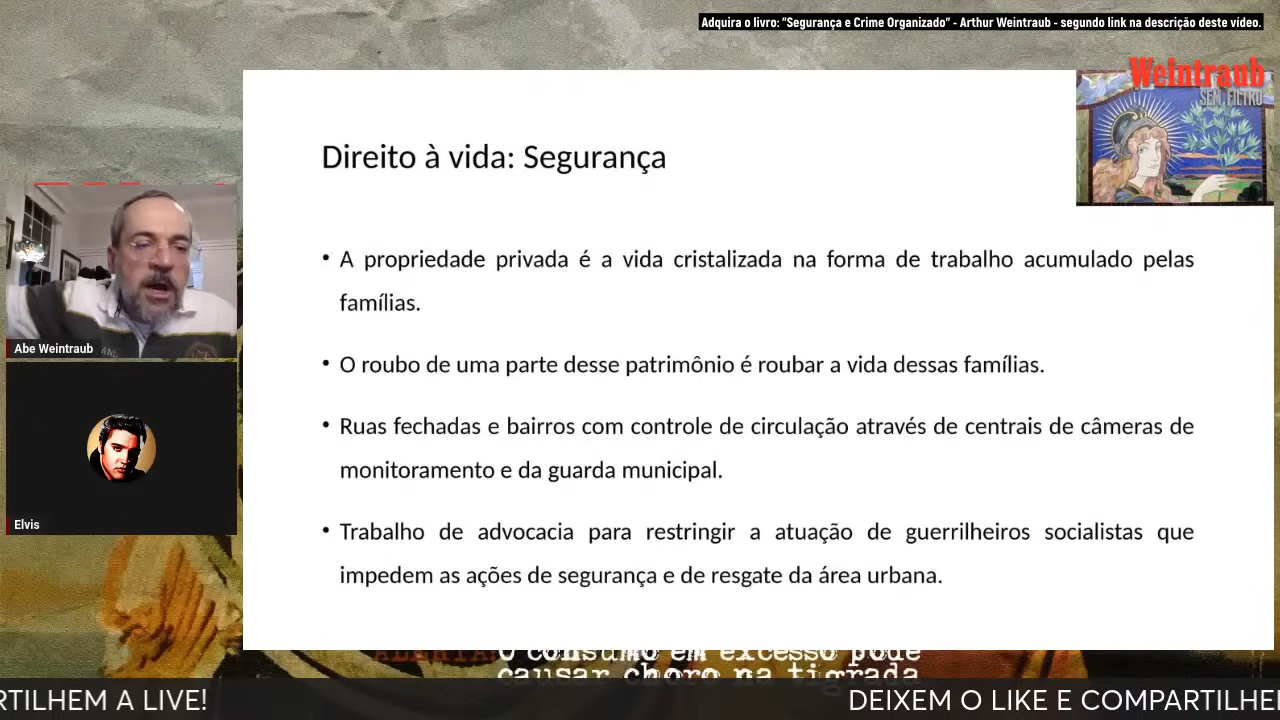 Adquira o livro: "Segurança e Crime Organizado" - Arthur Weintraub - segundo link na descrição deste vídeo.
Weintraub
SEM FILTRO
Direito à vida: Segurança
• A propriedade privada é a vida cristalizada na forma de trabalho acumulado pelas
famílias.
• O roubo de uma parte desse patrimônio é roubar a vida dessas famílias.
• Ruas fechadas e bairros com controle de circulação através de centrais de câmeras de
monitoramento e da guarda municipal.
• Trabalho de advocacia para restringir a atuação de guerrilheiros socialistas que
impedem as ações de segurança e de resgate da área urbana.
Abe Weintraub
Elvis
ALERTA: O consumo em excesso pode
causar choro na tigrada
RTILHEM A LIVE!
DEIXEM O LIKE E COMPARTILHE